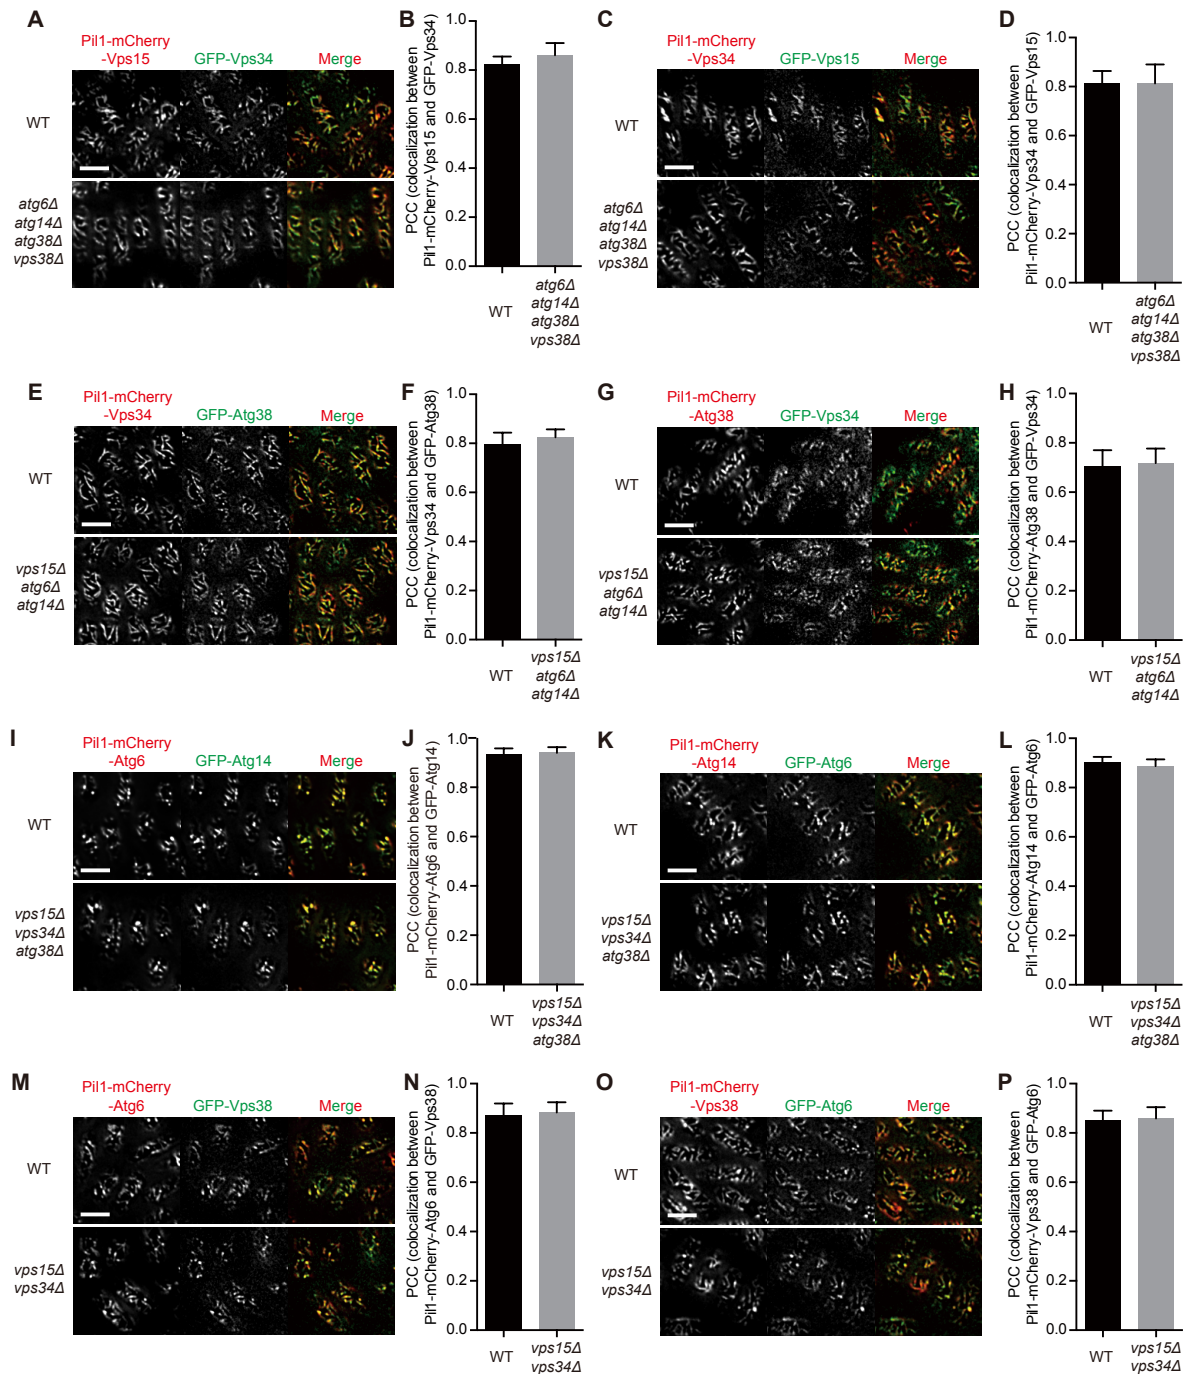 A
Pil1-mCherry
-Vps15
GFP-Vps34
Merge
WT
atg6Δ
atg14Δ
atg38Δ
vps38Δ
B
PCC (colocalization between
Pil1-mCherry-Vps15 and GFP-Vps34)
1.0
0.8
0.6
0.4
0.2
0.0
WT
atg6Δ
atg14Δ
atg38Δ
vps38Δ
C
Pil1-mCherry
-Vps34
GFP-Vps15
Merge
WT
atg6Δ
atg14Δ
atg38Δ
vps38Δ
D
PCC (colocalization between
Pil1-mCherry-Vps34 and GFP-Vps15)
1.0
0.8
0.6
0.4
0.2
0.0
WT
atg6Δ
atg14Δ
atg38Δ
vps38Δ
E
Pil1-mCherry
-Vps34
GFP-Atg38
Merge
WT
vps15Δ
atg6Δ
atg14Δ
F
PCC (colocalization between
Pil1-mCherry-Vps34 and GFP-Atg38)
1.0
0.8
0.6
0.4
0.2
0.0
WT
vps15Δ
atg6Δ
atg14Δ
G
Pil1-mCherry
-Atg38
GFP-Vps34
Merge
WT
vps15Δ
atg6Δ
atg14Δ
H
PCC (colocalization between
Pil1-mCherry-Atg38 and GFP-Vps34)
1.0
0.8
0.6
0.4
0.2
0.0
WT
vps15Δ
atg6Δ
atg14Δ
I
Pil1-mCherry
-Atg6
GFP-Atg14
Merge
WT
vps15Δ
vps34Δ
atg38Δ
J
PCC (colocalization between
Pil1-mCherry-Atg6 and GFP-Atg14)
1.0
0.8
0.6
0.4
0.2
0.0
WT
vps15Δ
vps34Δ
atg38Δ
K
Pil1-mCherry
-Atg14
GFP-Atg6
Merge
WT
vps15Δ
vps34Δ
atg38Δ
L
PCC (colocalization between
Pil1-mCherry-Atg14 and GFP-Atg6)
1.0
0.8
0.6
0.4
0.2
0.0
WT
vps15Δ
vps34Δ
atg38Δ
M
Pil1-mCherry
-Atg6
GFP-Vps38
Merge
WT
vps15Δ
vps34Δ
N
PCC (colocalization between
Pil1-mCherry-Atg6 and GFP-Vps38)
1.0
0.8
0.6
0.4
0.2
0.0
WT
vps15Δ
vps34Δ
O
Pil1-mCherry
-Vps38
GFP-Atg6
Merge
WT
vps15Δ
vps34Δ
P
PCC (colocalization between
Pil1-mCherry-Vps38 and GFP-Atg6)
1.0
0.8
0.6
0.4
0.2
0.0
WT
vps15Δ
vps34Δ